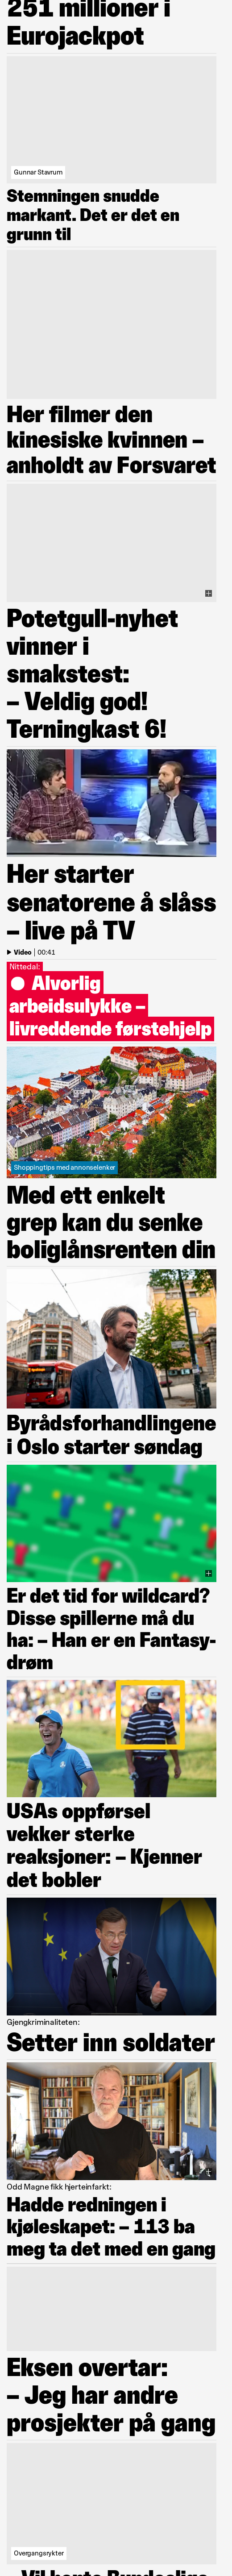 251 millioner i
Eurojackpot
Gunnar Stavrum
Stemningen snudde
markant. Det er det en
grunn til
Her filmer den
kinesiske kvinnen –
anholdt av Forsvaret
Potetgull-nyhet
vinner i
smakstest:
– Veldig god!
Terningkast 6!
Her starter
senatorene å slåss
– live på TV
Video | 00:41
Nittedal:
Alvorlig
arbeidsulykke –
livreddende førstehjelp
Shoppingtips med annonselenker
Med ett enkelt
grep kan du senke
boliglånsrenten din
Byrådsforhandlingene
i Oslo starter søndag
Er det tid for wildcard?
Disse spillerne må du
ha: – Han er en Fantasy-
drøm
USAs oppførsel
vekker sterke
reaksjoner: – Kjenner
det bobler
Gjengkriminaliteten:
Setter inn soldater
Odd Magne fikk hjerteinfarkt:
Hadde redningen i
kjøleskapet: – 113 ba
meg ta det med en gang
Eksen overtar:
– Jeg har andre
prosjekter på gang
Overgangsrykter
– Vil hente Bundesliga-